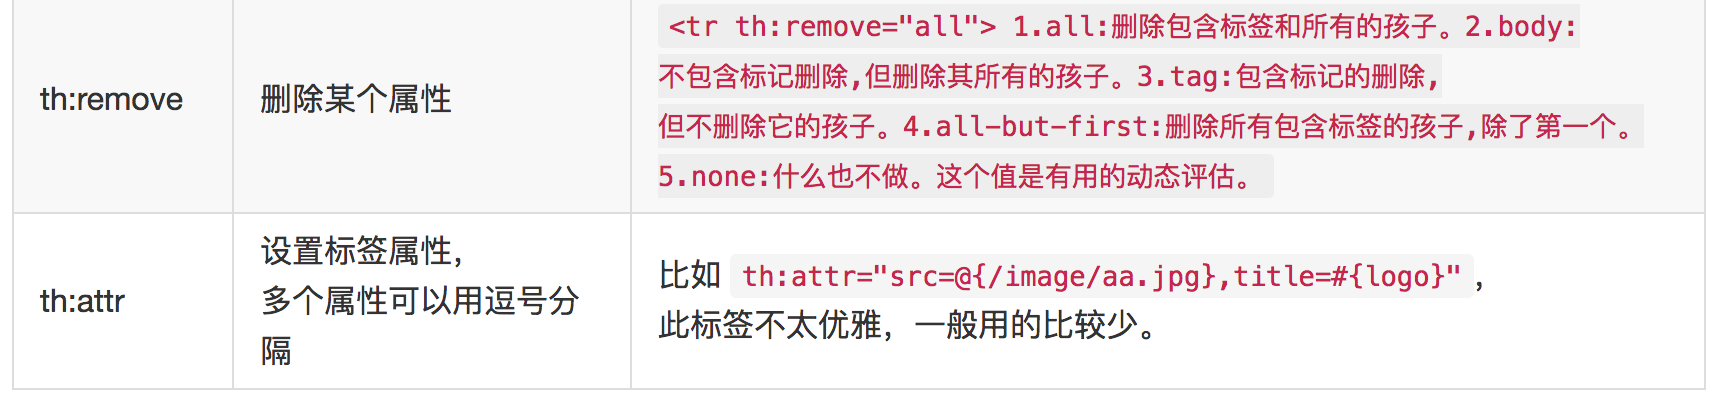 th:remove
删除某个属性
<tr th:remove="all"> 1.all:删除包含标签和所有的孩子。2.body:
不包含标记删除,但删除其所有的孩子。3.tag:包含标记的删除,
但不删除它的孩子。4.all-but-first:删除所有包含标签的孩子,除了第一个。
5.none:什么也不做。这个值是有用的动态评估。
th:attr
设置标签属性,
多个属性可以用逗号分
隔
比如 th:attr="src=@{/image/aa.jpg},title=#{logo}",
此标签不太优雅，一般用的比较少。